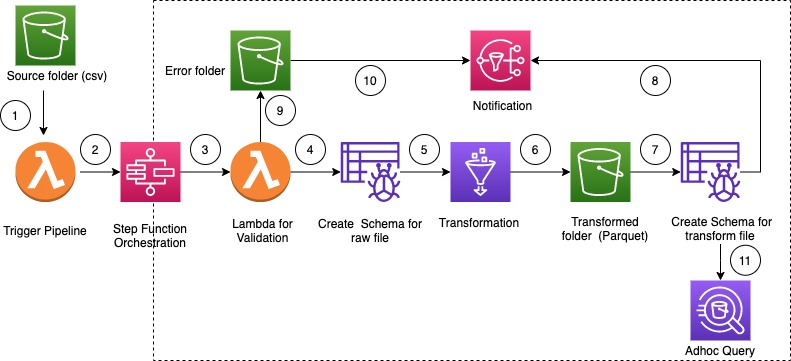 Source folder (csv)
Error folder
10
Notification
8
1
9
2
3
4
5
6
7
Trigger Pipeline
Step Function
Orchestration
Lambda for
Validation
Create Schema for
raw file
Transformation
Transformed
folder (Parquet)
Create Schema for
transform file
11
Adhoc Query